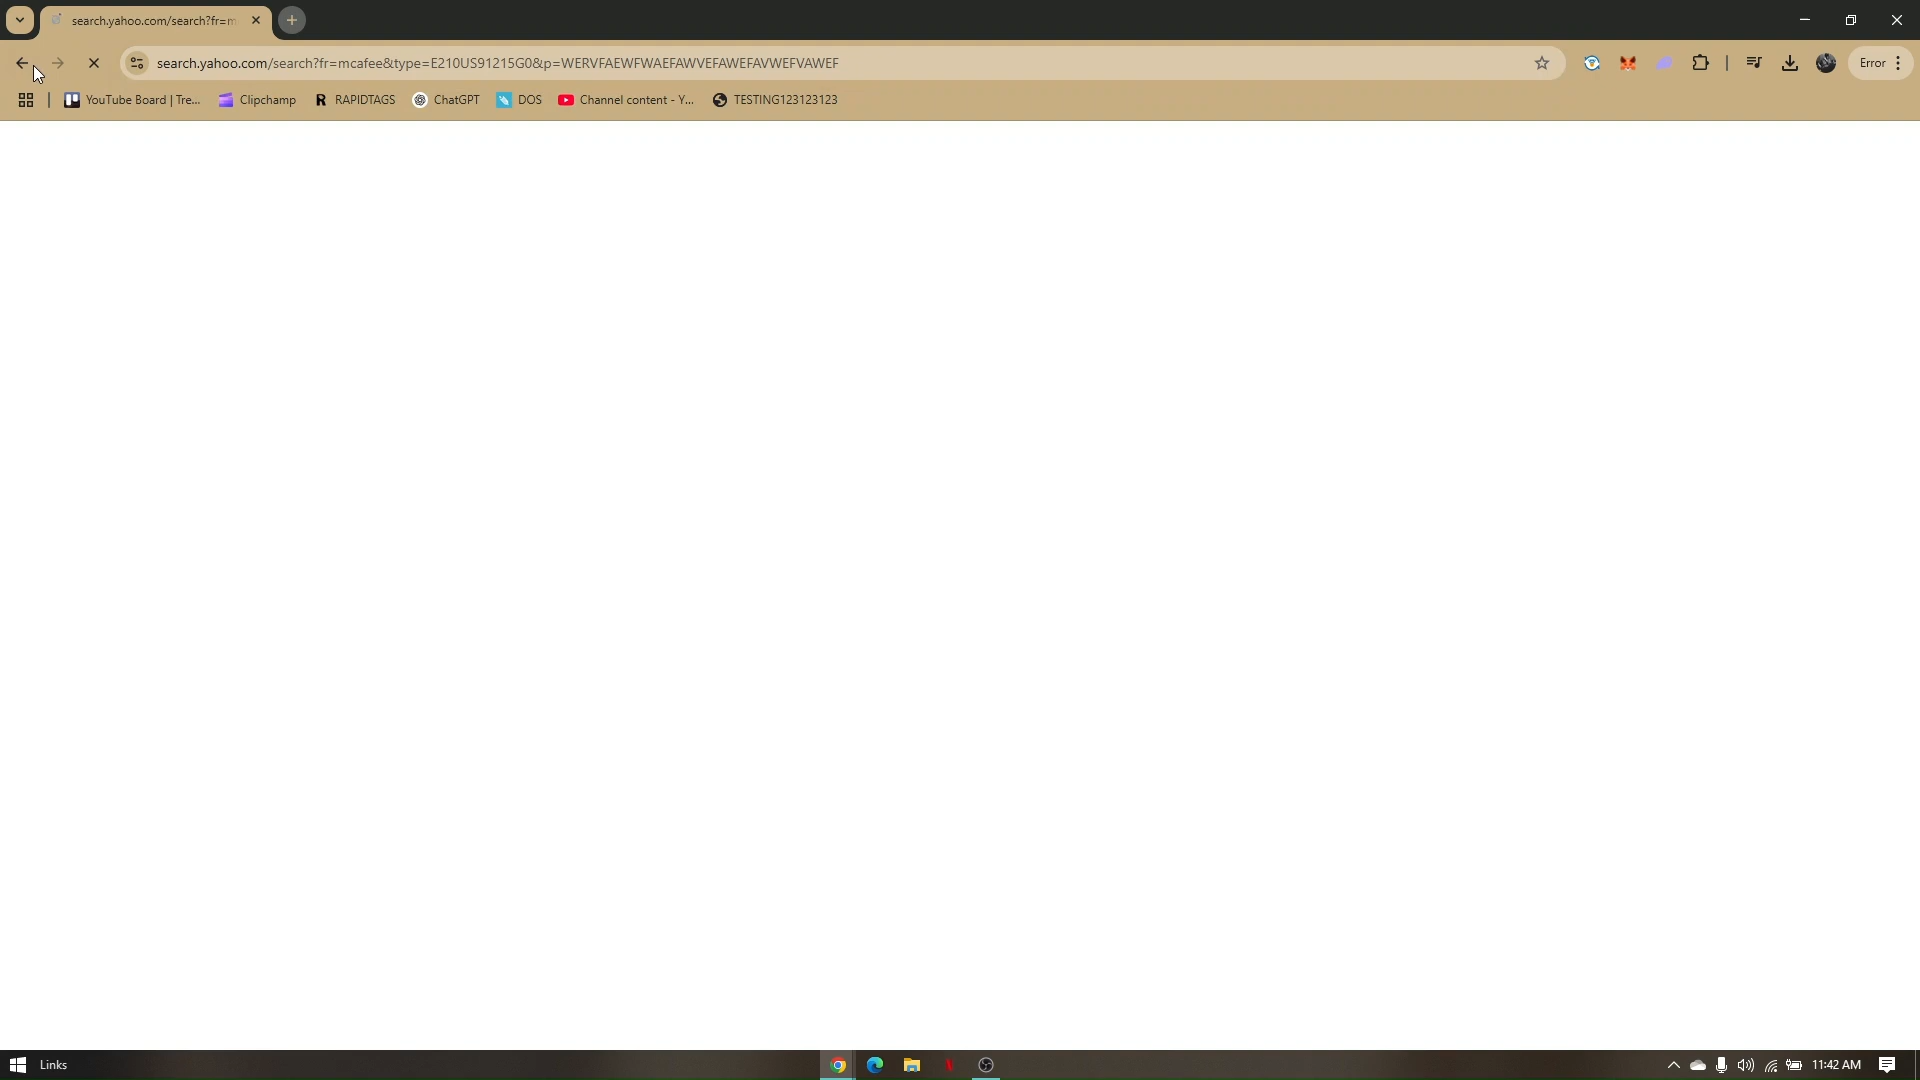 search.yahoo.com/search?fr=m
search.yahoo.com/search?fr=mcafee&type=E210US91215G0&p=WERVFAEWFWAEFAWVEFAWEFAVWEFVAWEF
Error
YouTube Board | Tre...
Clipchamp
R RAPIDTAGS
ChatGPT
DOS
Channel content - Y...
TESTING123123123
Links
11:42 AM